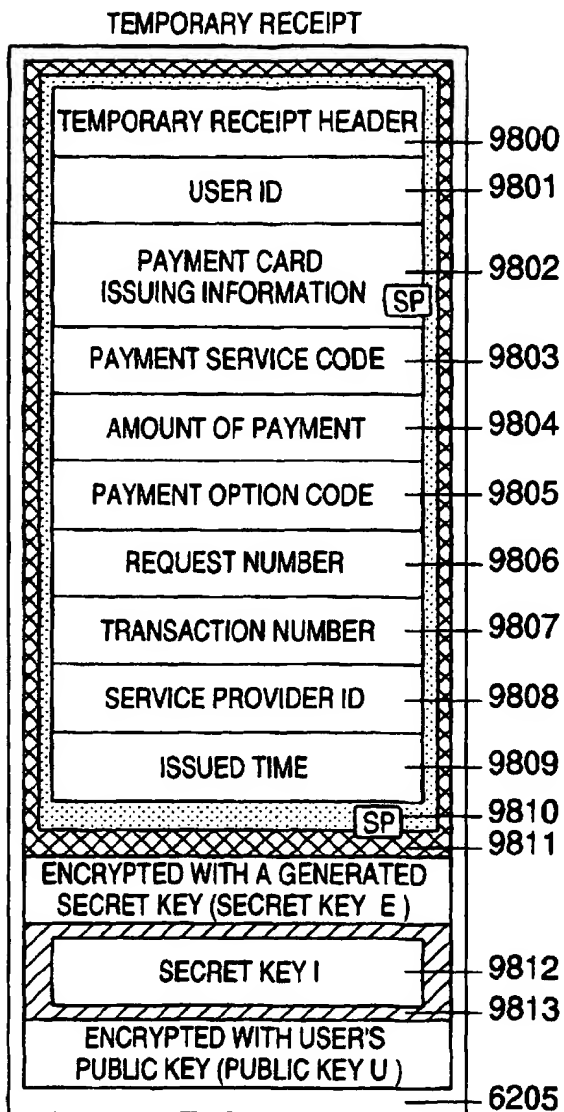 TEMPORARY RECEIPT
TEMPORARY RECEIPT HEADER
9800
USER ID
9801
PAYMENT CARD
ISSUING INFORMATION
SP
9802
PAYMENT SERVICE CODE
9803
AMOUNT OF PAYMENT
9804
PAYMENT OPTION CODE
9805
REQUEST NUMBER
9806
TRANSACTION NUMBER
9807
SERVICE PROVIDER ID
9808
ISSUED TIME
9809
SP
9810
9811
ENCRYPTED WITH A GENERATED
SECRET KEY (SECRET KEY E)
SECRET KEY I
9812
9813
ENCRYPTED WITH USER'S
PUBLIC KEY (PUBLIC KEY U)
6205